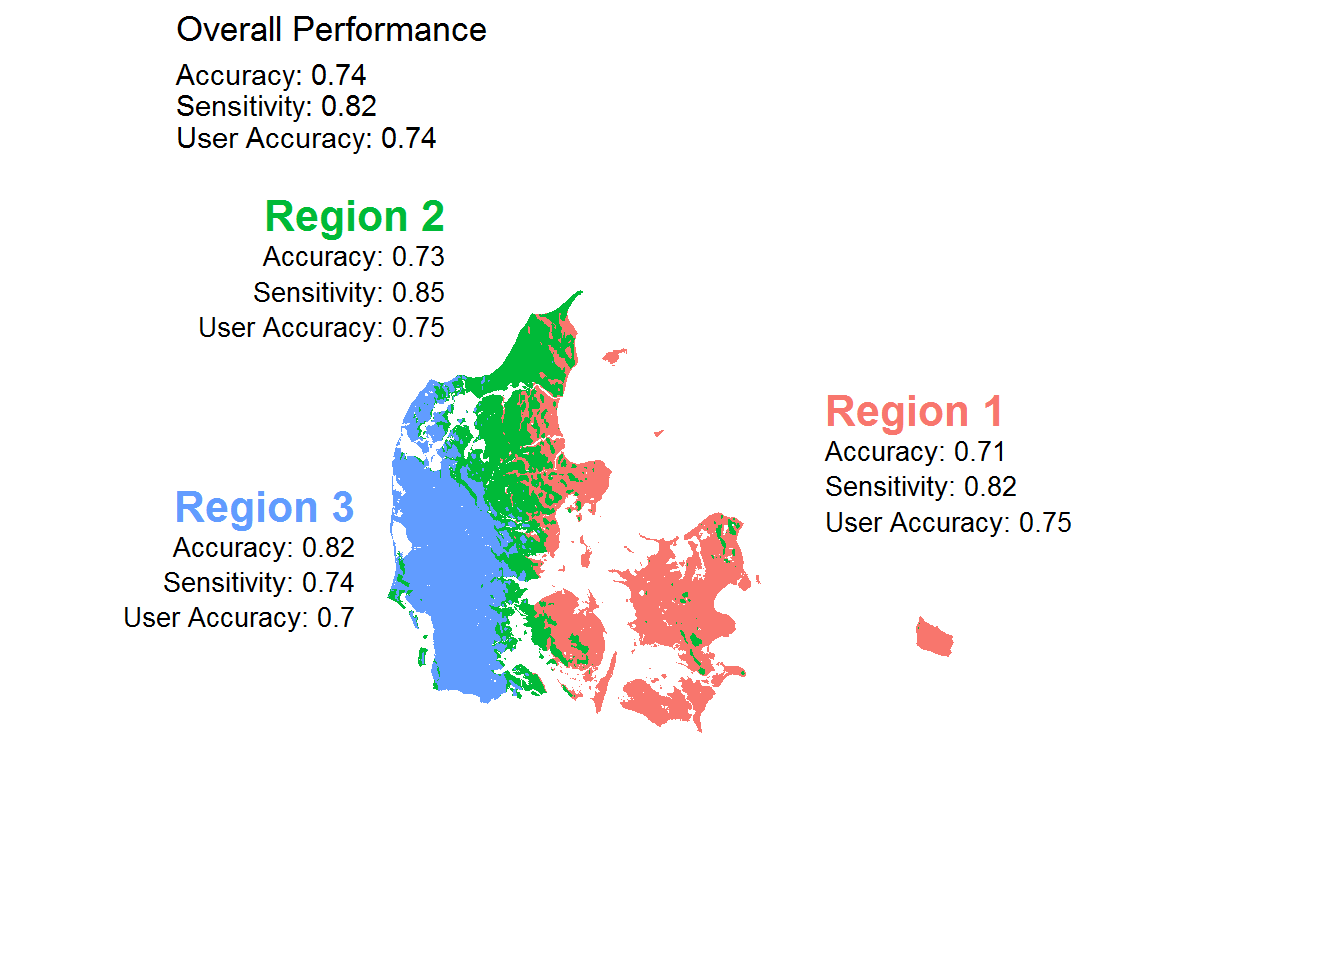 Overall Performance
Accuracy: 0.74
Sensitivity: 0.82
User Accuracy: 0.74
Region 2
Accuracy: 0.73
Sensitivity: 0.85
User Accuracy: 0.75
Region 1
Accuracy: 0.71
Sensitivity: 0.82
User Accuracy: 0.75
Region 3
Accuracy: 0.82
Sensitivity: 0.74
User Accuracy: 0.7